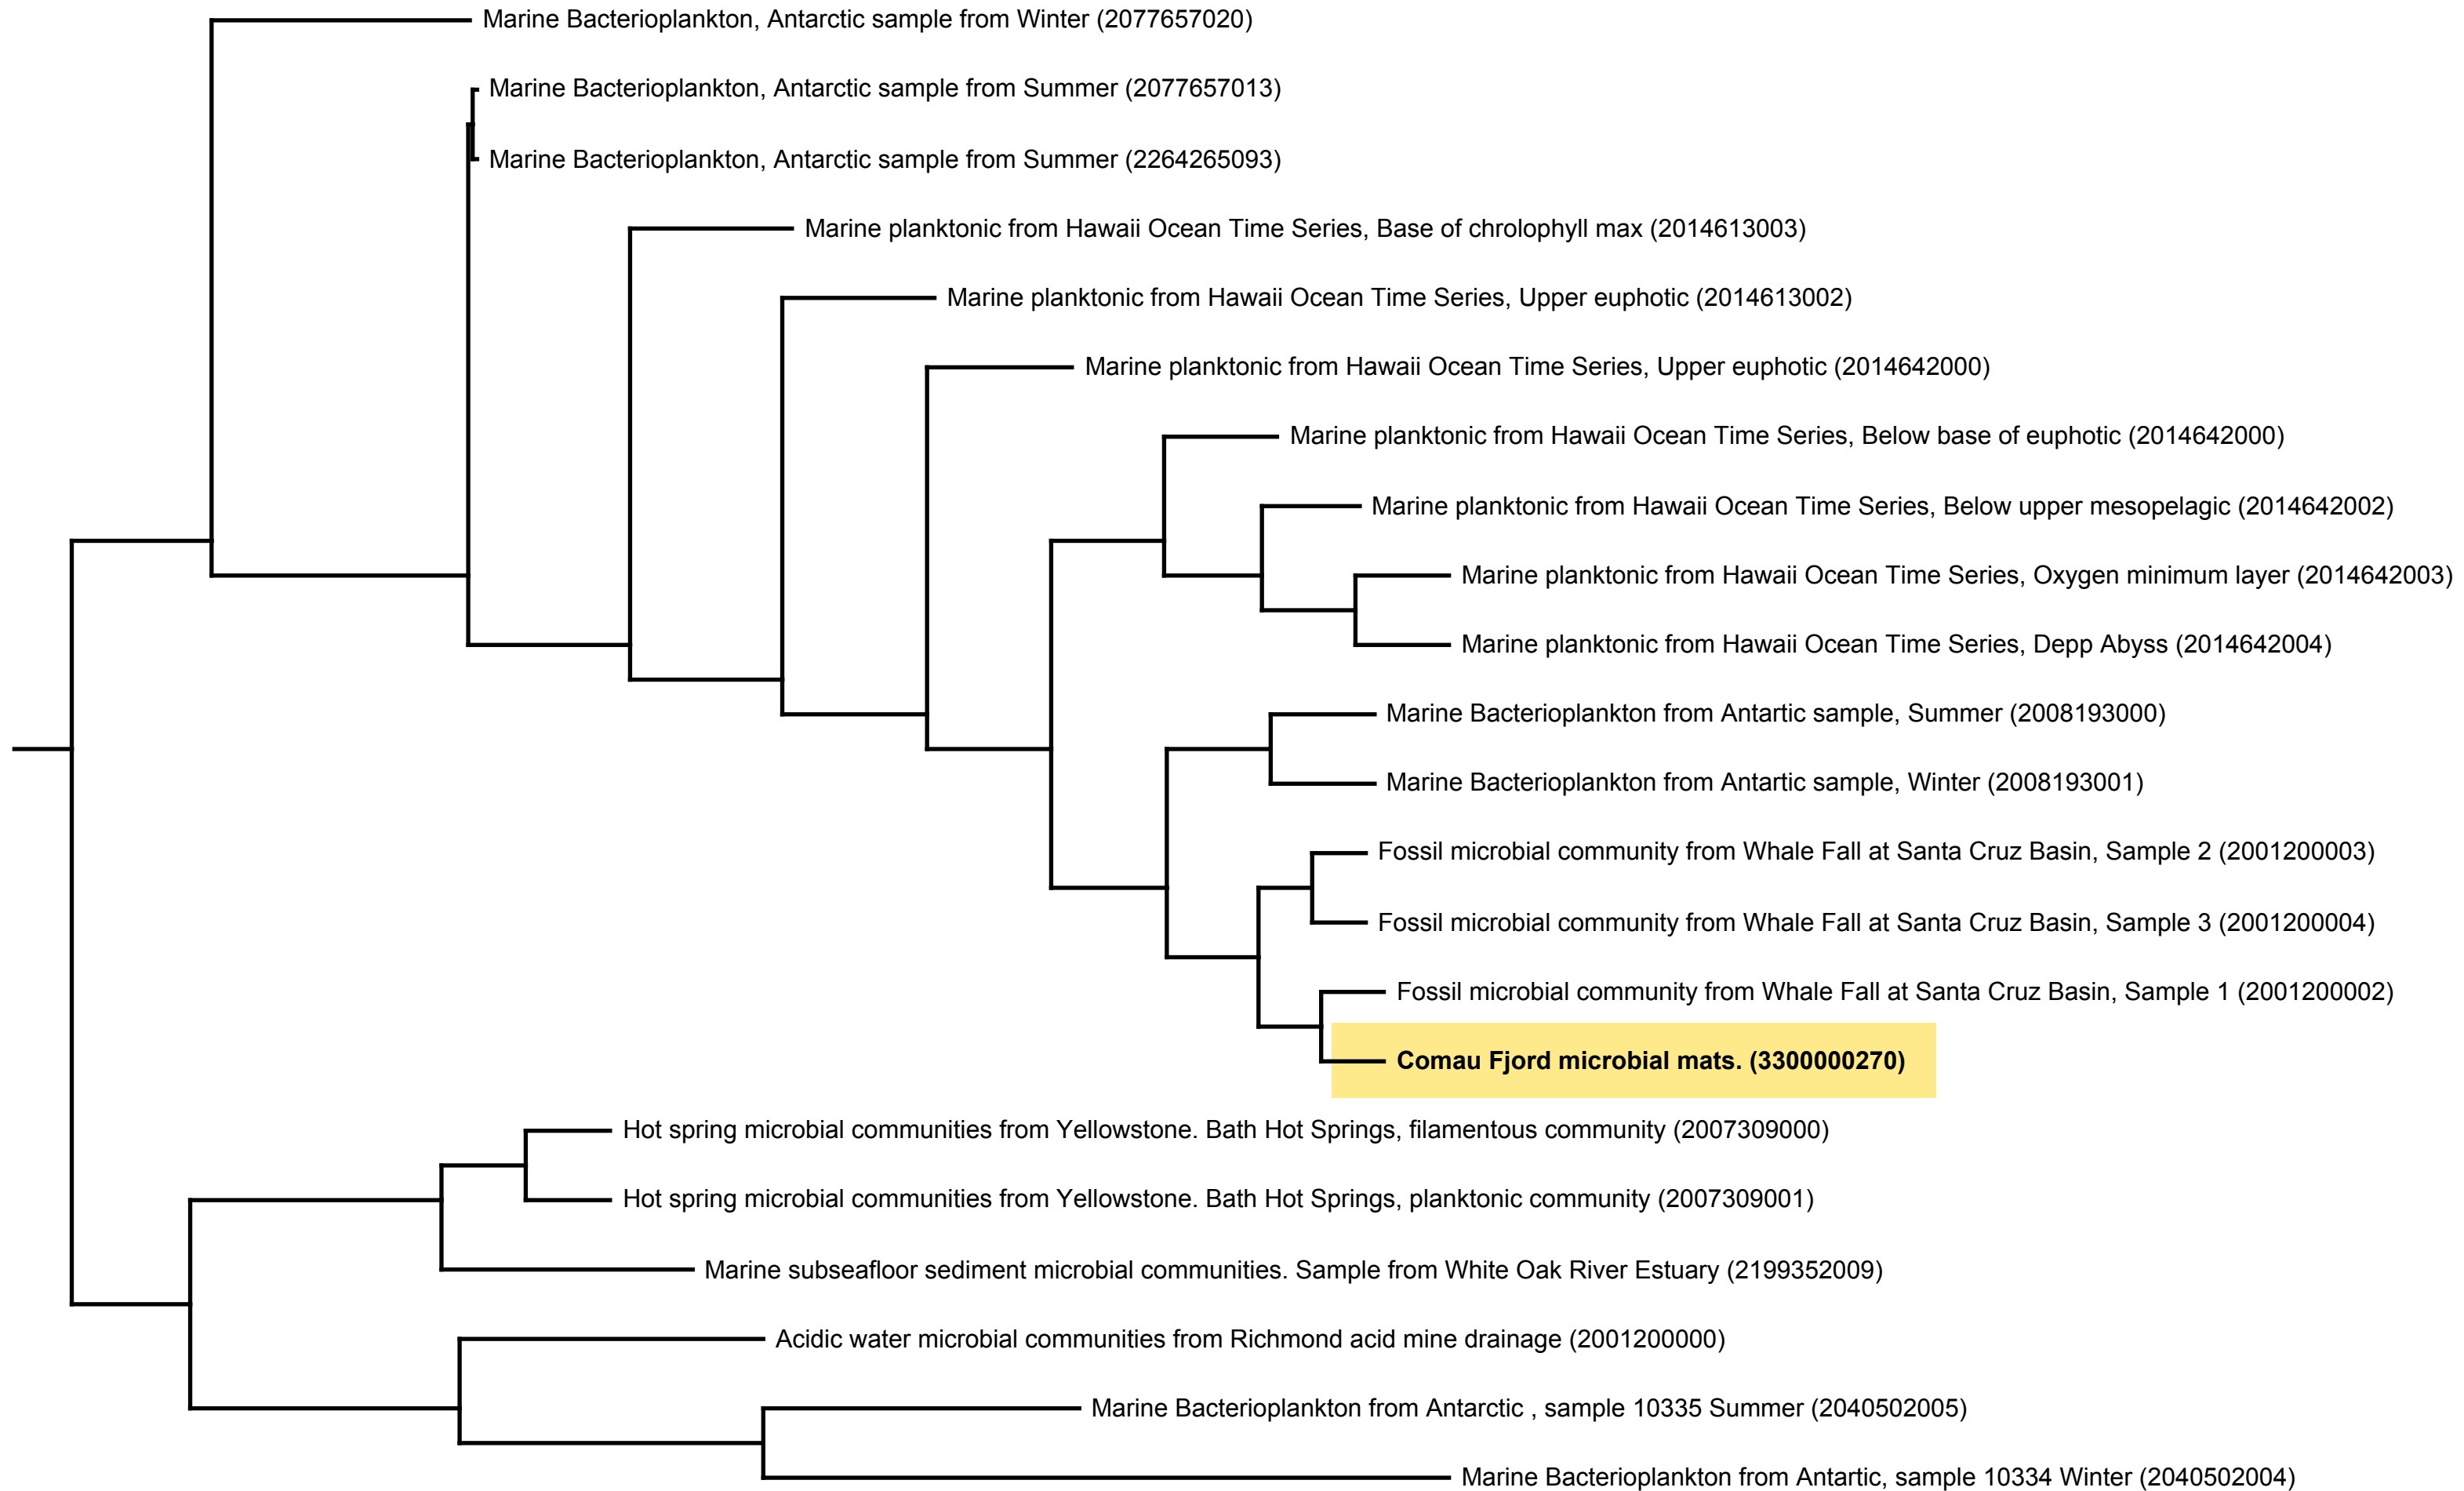 Marine Bacterioplankton, Antarctic sample from Winter (2077657020)
Marine Bacterioplankton, Antarctic sample from Summer (2077657013)
Marine Bacterioplankton, Antarctic sample from Summer (2264265093)
Marine planktonic from Hawaii Ocean Time Series, Base of chrolophyll max (2014613003)
Marine planktonic from Hawaii Ocean Time Series, Upper euphotic (2014613002)
Marine planktonic from Hawaii Ocean Time Series, Upper euphotic (2014642000)
Marine planktonic from Hawaii Ocean Time Series, Below base of euphotic (2014642000)
Marine planktonic from Hawaii Ocean Time Series, Below upper mesopelagic (2014642002)
Marine planktonic from Hawaii Ocean Time Series, Oxygen minimum layer (2014642003)
Marine planktonic from Hawaii Ocean Time Series, Depp Abyss (2014642004)
Marine Bacterioplankton from Antartic sample, Summer (2008193000)
Marine Bacterioplankton from Antartic sample, Winter (2008193001)
Fossil microbial community from Whale Fall at Santa Cruz Basin, Sample 2 (2001200003)
Fossil microbial community from Whale Fall at Santa Cruz Basin, Sample 3 (2001200004)
Fossil microbial community from Whale Fall at Santa Cruz Basin, Sample 1 (2001200002)
Comau Fjord microbial mats. (3300000270)
Hot spring microbial communities from Yellowstone. Bath Hot Springs, filamentous community (2007309000)
Hot spring microbial communities from Yellowstone. Bath Hot Springs, planktonic community (2007309001)
Marine subseafloor sediment microbial communities. Sample from White Oak River Estuary (2199352009)
Acidic water microbial communities from Richmond acid mine drainage (2001200000)
Marine Bacterioplankton from Antarctic , sample 10335 Summer (2040502005)
Marine Bacterioplankton from Antartic, sample 10334 Winter (2040502004)